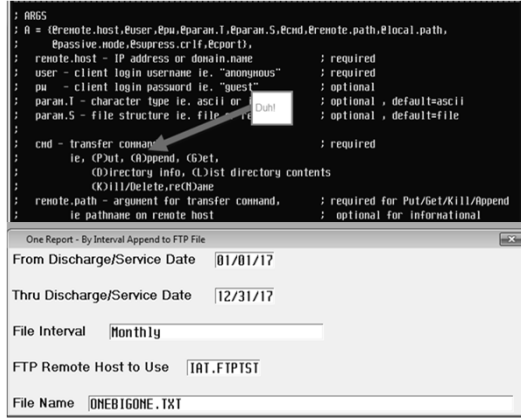 ; ARGS
; A = {@remote.host,@user,@pw,@param.T,@param.S,@cmd,@remote.path,@local.path,
;     @passive.mode,@supress.crlf,@cport},
;   remote.host - IP address or domain.name ; required
;   user - client login username ie. "anonymous" ; required
;   pw   - client login password ie. "guest" ; optional
;   param.T - character type ie. ascii or i ; optional , default=ascii
;   param.S - file structure ie. file or re ; optional , default=file
;
;   cmd - transfer command ; required
;         ie, (P)ut, (A)ppend, (G)et,
;             (D)irectory info, (L)ist directory contents
;             (K)ill/Delete,re(N)ame
;   remote.path - argument for transfer command, ; required for Put/Get/Kill/Append
;         ie pathname on remote host ; optional for informational
Duh!
One Report - By Interval Append to FTP File
From Discharge/Service Date 01/01/17
Thru Discharge/Service Date 12/31/17
File Interval Monthly
FTP Remote Host to Use IAT.FTPTST
File Name ONEBIGONE.TXT